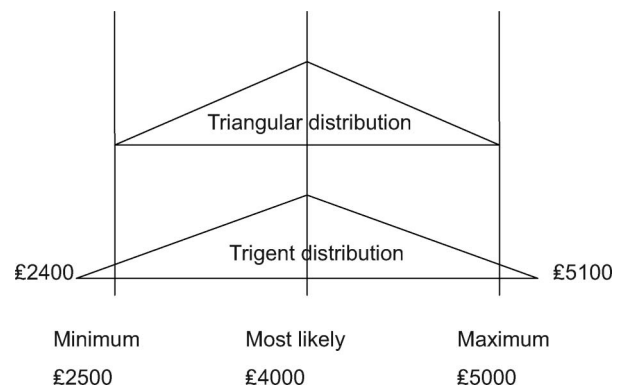 Triangular distribution
Trigent distribution
₤2400
₤5100
Minimum
Most likely
Maximum
₤2500
₤4000
₤5000